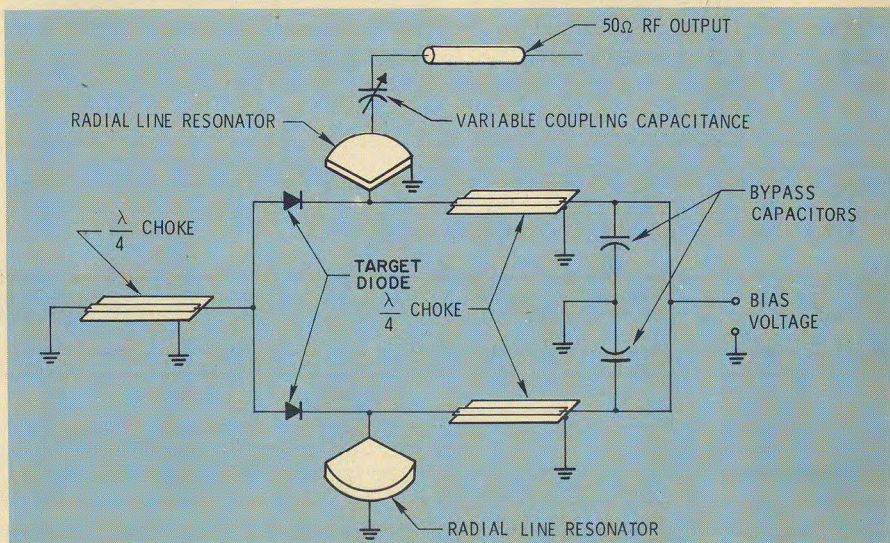 50Ω RF OUTPUT
RADIAL LINE RESONATOR
VARIABLE COUPLING CAPACITANCE
BYPASS
CAPACITORS
λ/4 CHOKE
TARGET
DIODE
λ/4 CHOKE
BIAS
VOLTAGE
RADIAL LINE RESONATOR